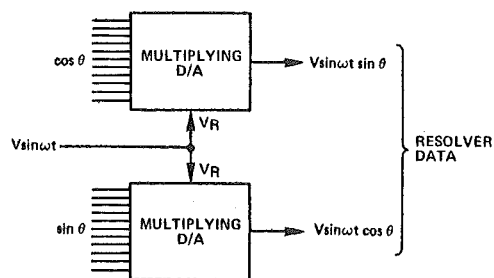 cos θ
MULTIPLYING
D/A
Vsinωt sin θ
VR
Vsinωt
VR
RESOLVER
DATA
sin θ
MULTIPLYING
D/A
Vsinωt cos θ